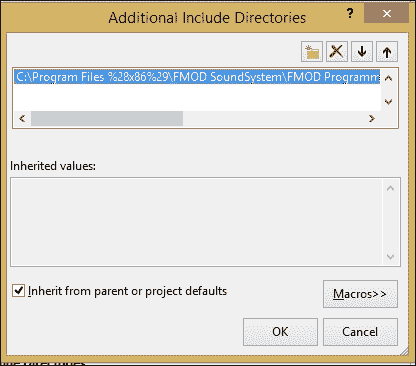 Additional Include Directories
?
C:\Program Files %28x86%29\FMOD SoundSystem\FMOD Programm
Inherited values:
Inherit from parent or project defaults
Macros>>
OK
Cancel